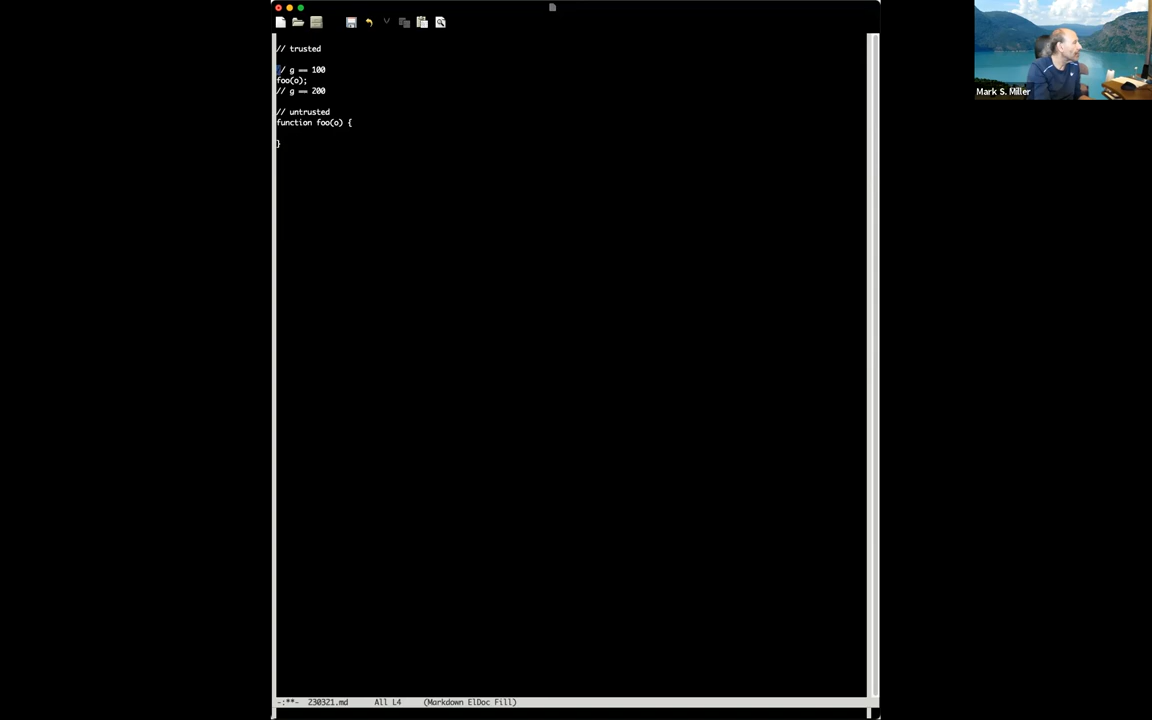 // trusted
// g == 100
foo(o);
// g == 200
// untrusted
function foo(o) {
}
Mark S. Miller
-:**- 230321.md All L4 (Markdown ElDoc Fill)